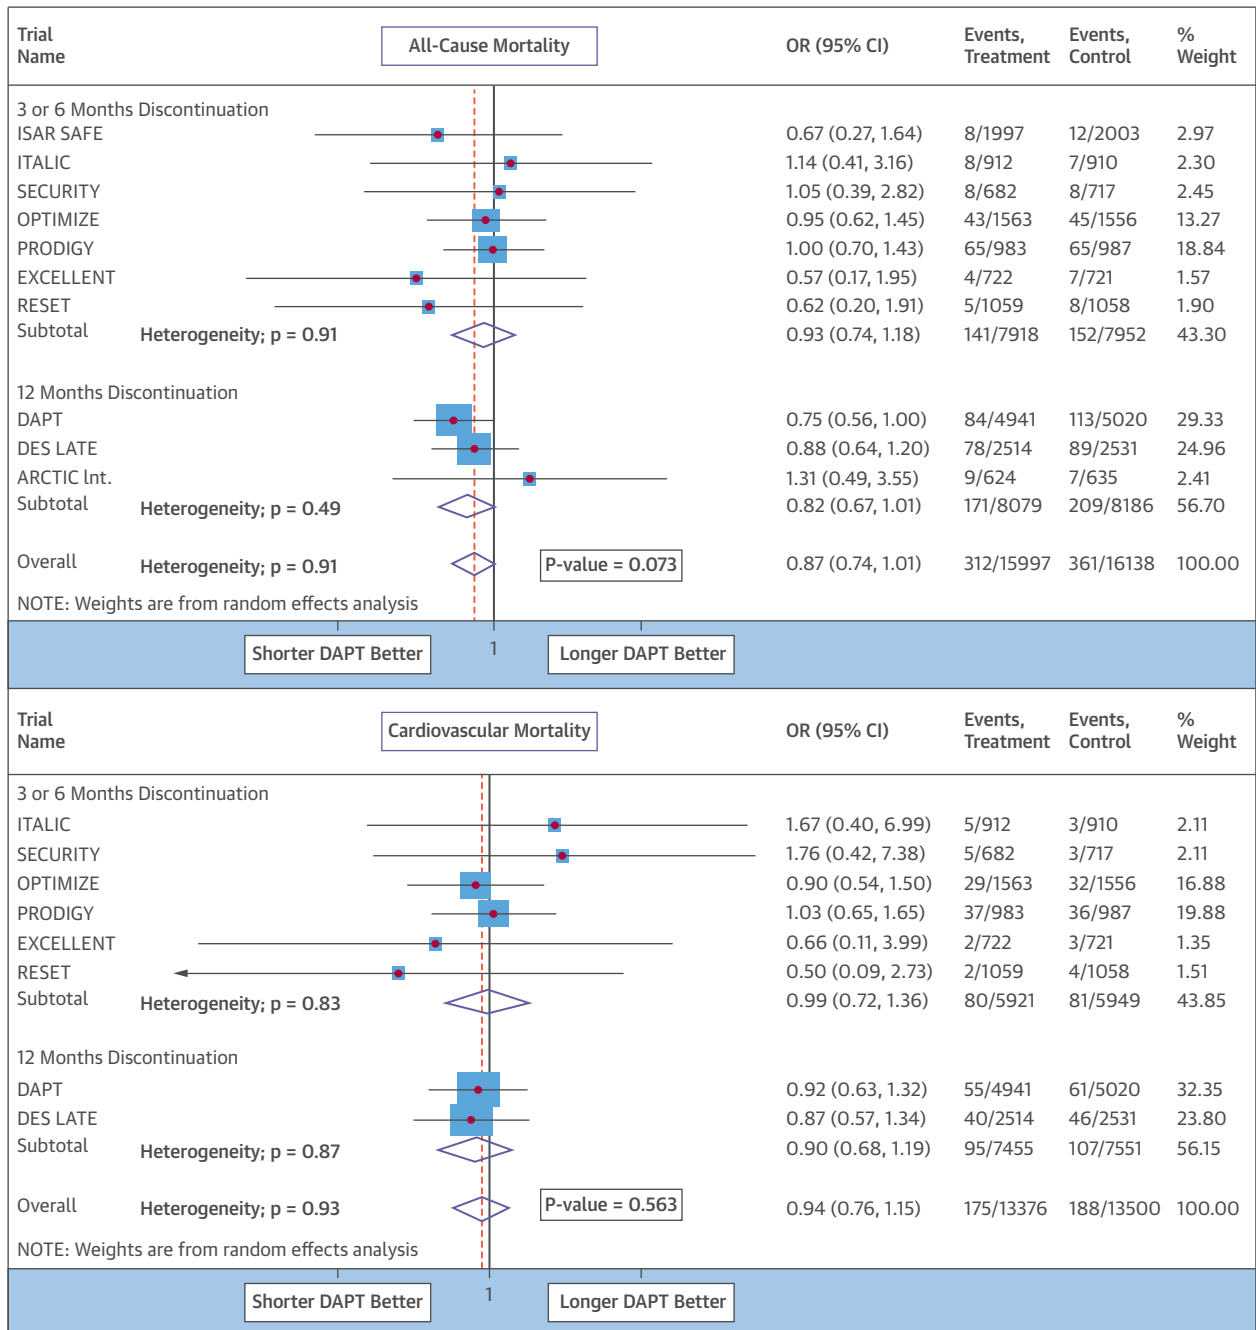 Trial Name All-Cause Mortality OR (95% CI) Events, Treatment Events, Control % Weight
3 or 6 Months Discontinuation
ISAR SAFE 0.67 (0.27, 1.64) 8/1997 12/2003 2.97
ITALIC 1.14 (0.41, 3.16) 8/912 7/910 2.30
SECURITY 1.05 (0.39, 2.82) 8/682 8/717 2.45
OPTIMIZE 0.95 (0.62, 1.45) 43/1563 45/1556 13.27
PRODIGY 1.00 (0.70, 1.43) 65/983 65/987 18.84
EXCELLENT 0.57 (0.17, 1.95) 4/722 7/721 1.57
RESET 0.62 (0.20, 1.91) 5/1059 8/1058 1.90
Subtotal Heterogeneity; p = 0.91 0.93 (0.74, 1.18) 141/7918 152/7952 43.30
12 Months Discontinuation
DAPT 0.75 (0.56, 1.00) 84/4941 113/5020 29.33
DES LATE 0.88 (0.64, 1.20) 78/2514 89/2531 24.96
ARCTIC lnt. 1.31 (0.49, 3.55) 9/624 7/635 2.41
Subtotal Heterogeneity; p = 0.49 0.82 (0.67, 1.01) 171/8079 209/8186 56.70
Overall Heterogeneity; p = 0.91 P-value = 0.073 0.87 (0.74, 1.01) 312/15997 361/16138 100.00
NOTE: Weights are from random effects analysis
Shorter DAPT Better 1 Longer DAPT Better
Trial Name Cardiovascular Mortality OR (95% CI) Events, Treatment Events, Control % Weight
3 or 6 Months Discontinuation
ITALIC 1.67 (0.40, 6.99) 5/912 3/910 2.11
SECURITY 1.76 (0.42, 7.38) 5/682 3/717 2.11
OPTIMIZE 0.90 (0.54, 1.50) 29/1563 32/1556 16.88
PRODIGY 1.03 (0.65, 1.65) 37/983 36/987 19.88
EXCELLENT 0.66 (0.11, 3.99) 2/722 3/721 1.35
RESET 0.50 (0.09, 2.73) 2/1059 4/1058 1.51
Subtotal Heterogeneity; p = 0.83 0.99 (0.72, 1.36) 80/5921 81/5949 43.85
12 Months Discontinuation
DAPT 0.92 (0.63, 1.32) 55/4941 61/5020 32.35
DES LATE 0.87 (0.57, 1.34) 40/2514 46/2531 23.80
Subtotal Heterogeneity; p = 0.87 0.90 (0.68, 1.19) 95/7455 107/7551 56.15
Overall Heterogeneity; p = 0.93 P-value = 0.563 0.94 (0.76, 1.15) 175/13376 188/13500 100.00
NOTE: Weights are from random effects analysis
Shorter DAPT Better 1 Longer DAPT Better